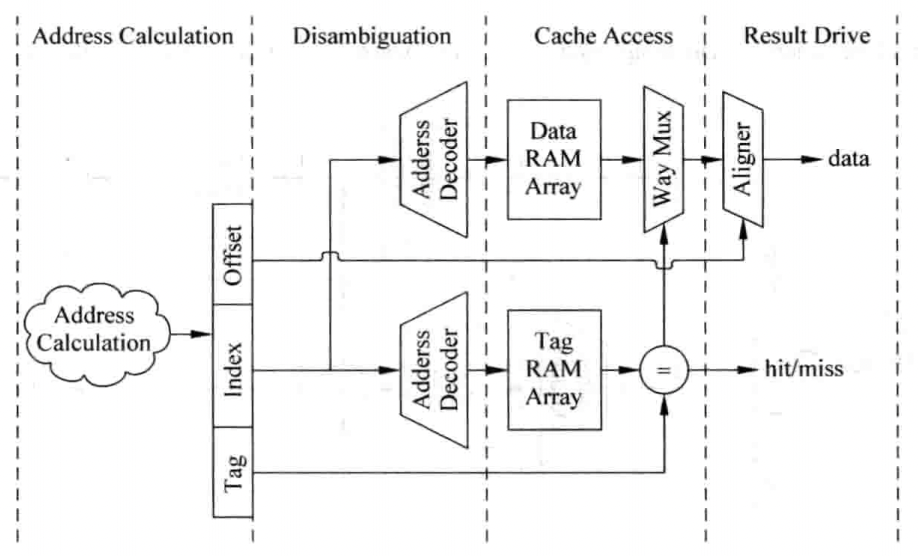 Address Calculation
Disambiguation
Cache Access
Result Drive
Adderss
Decoder
Data
RAM
Array
Way Mux
Aligner
data
Offset
Address
Calculation
Index
Adderss
Decoder
Tag
RAM
Array
=
hit/miss
Tag